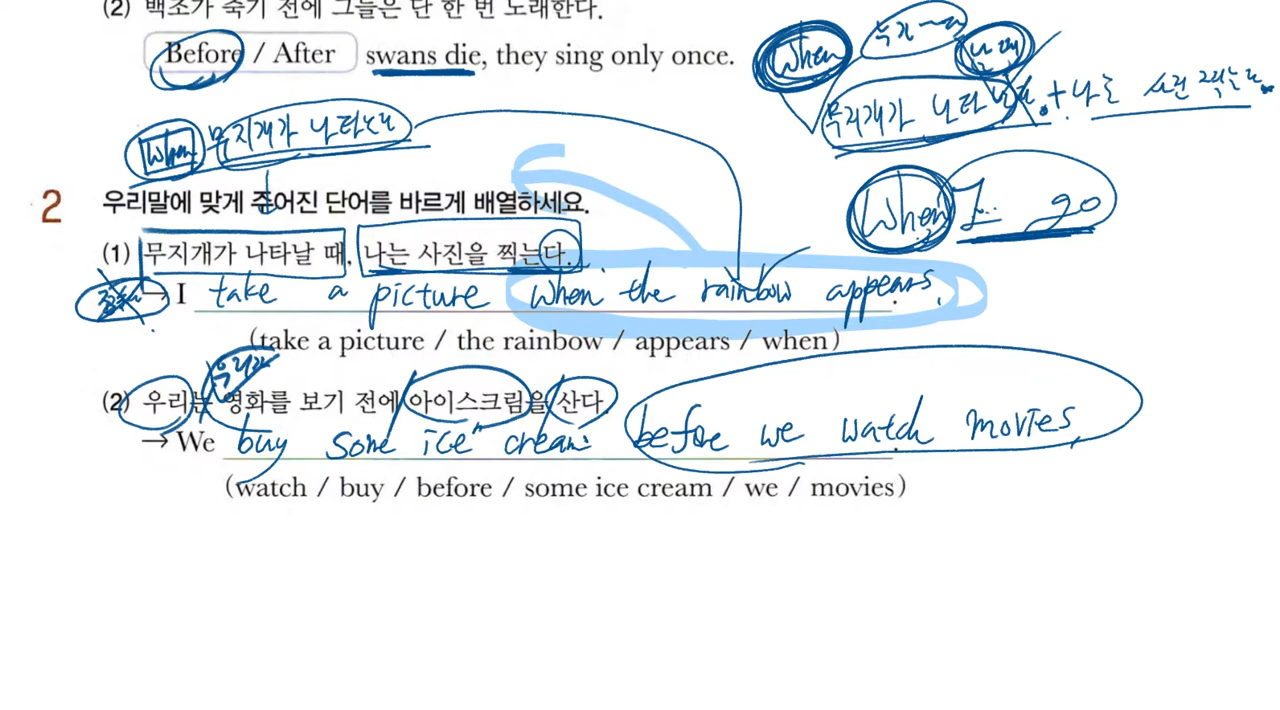 (2) 백조가 죽기 전에 그들은 단 한 번 노래한다.
Before / After swans die, they sing only once.
When 누가 ~
무지개가 나타 + 나는 사진 찍는다.
When 무지개가 나타난다
When I go
2 우리말에 맞게 주어진 단어를 바르게 배열하세요.
(1) 무지개가 나타날 때, 나는 사진을 찍는다.
→ I take a picture when the rainbow appears.
(take a picture / the rainbow / appears / when)
우리가
(2) 우리는 영화를 보기 전에 아이스크림을 산다.
→ We buy some ice cream before we watch movies.
(watch / buy / before / some ice cream / we / movies)